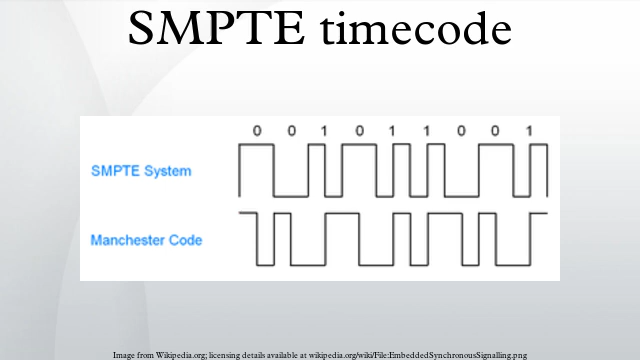 SMPTE timecode
0 0 1 0 1 1 0 0 1
SMPTE System
Manchester Code
Image from Wikipedia.org; licensing details available at wikipedia.org/wiki/File:EmbeddedSynchronousSignalling.png